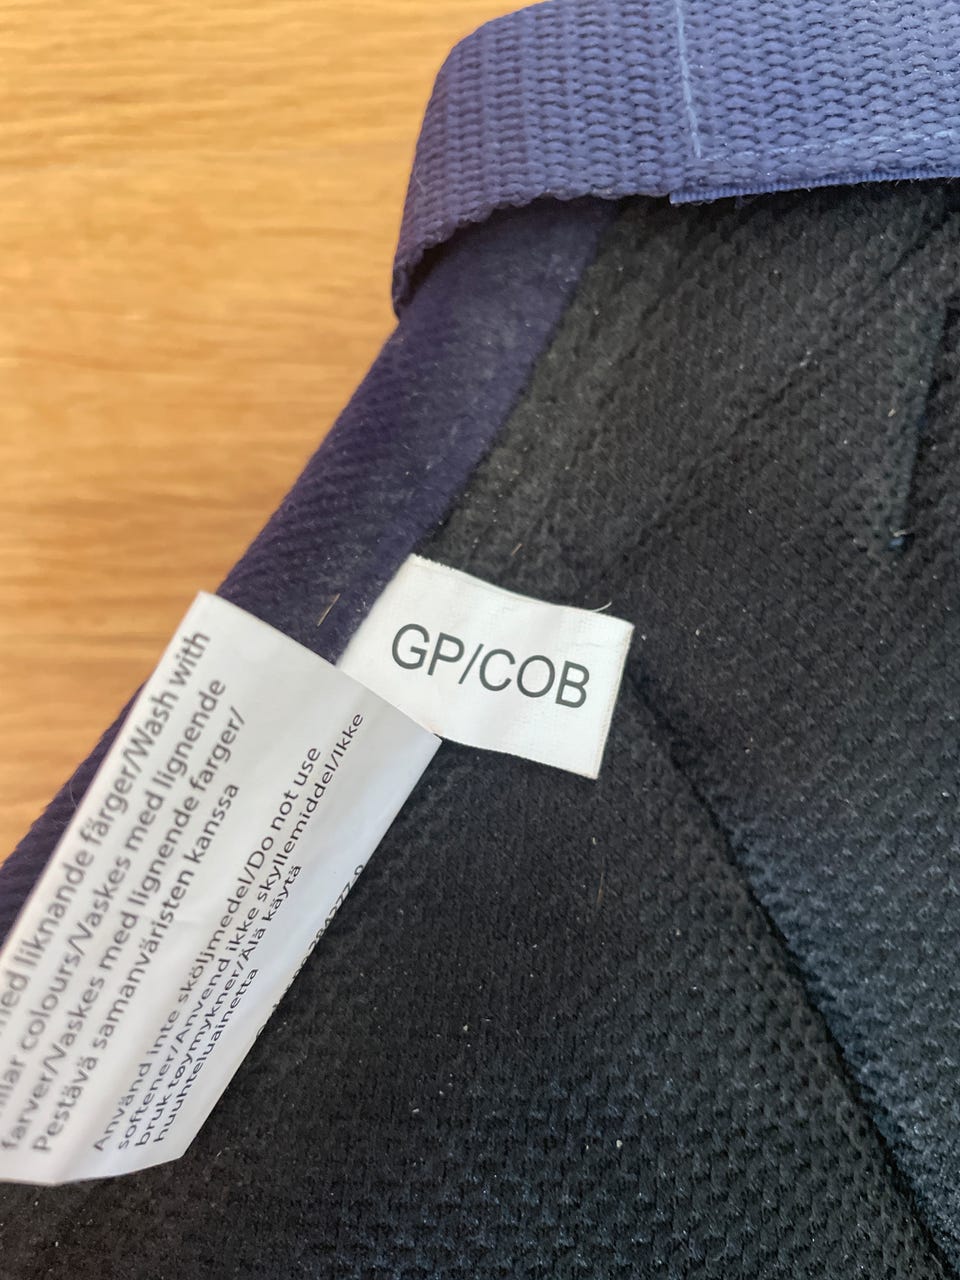 GP/COB
med liknande färger/Wash with
similar colours/Vaskes med lignende
farver/Vaskes med lignende farger/
Pestävä samanväristen kanssa
Använd inte sköljmedel/Do not use
softener/Anvend ikke skyllemiddel/Ikke
bruk tøymykner/Älä käytä
huuhteluainetta